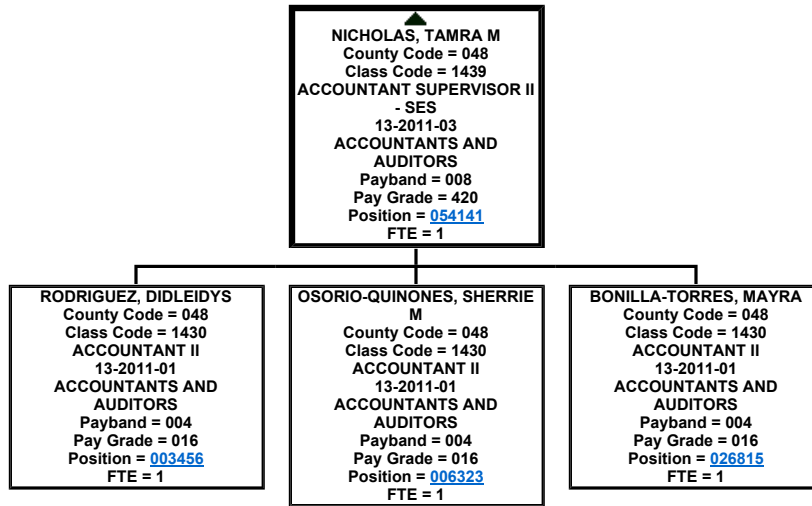 NICHOLAS, TAMRA M
County Code = 048
Class Code = 1439
ACCOUNTANT SUPERVISOR II
- SES
13-2011-03
ACCOUNTANTS AND
AUDITORS
Payband = 008
Pay Grade = 420
Position = 054141
FTE = 1
RODRIGUEZ, DIDLEIDYS
County Code = 048
Class Code = 1430
ACCOUNTANT II
13-2011-01
ACCOUNTANTS AND
AUDITORS
Payband = 004
Pay Grade = 016
Position = 003456
FTE = 1
OSORIO-QUINONES, SHERRIE
M
County Code = 048
Class Code = 1430
ACCOUNTANT II
13-2011-01
ACCOUNTANTS AND
AUDITORS
Payband = 004
Pay Grade = 016
Position = 006323
FTE = 1
BONILLA-TORRES, MAYRA
County Code = 048
Class Code = 1430
ACCOUNTANT II
13-2011-01
ACCOUNTANTS AND
AUDITORS
Payband = 004
Pay Grade = 016
Position = 026815
FTE = 1